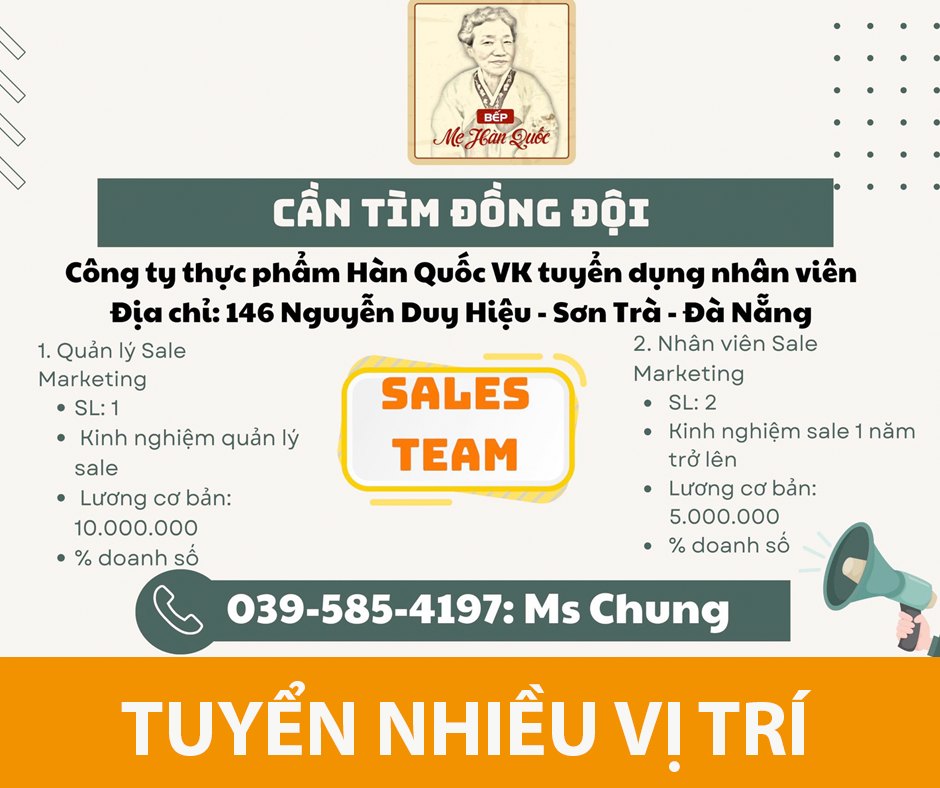 BẾP
Mẹ Hàn Quốc
CẦN TÌM ĐỒNG ĐỘI
Công ty thực phẩm Hàn Quốc VK tuyển dụng nhân viên
Địa chỉ: 146 Nguyễn Duy Hiệu - Sơn Trà - Đà Nẵng
1. Quản lý Sale
Marketing
• SL: 1
• Kinh nghiệm quản lý
sale
• Lương cơ bản:
10.000.000
• % doanh số
SALES
TEAM
2. Nhân viên Sale
Marketing
• SL: 2
• Kinh nghiệm sale 1 năm
trở lên
• Lương cơ bản:
5.000.000
• % doanh số
039-585-4197: Ms Chung
TUYỂN NHIỀU VỊ TRÍ